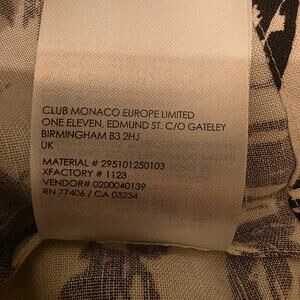 CLUB MONACO EUROPE LIMITED
ONE ELEVEN, EDMUND ST. C/O GATELEY
BIRMINGHAM B3 2HJ
UK
MATERIAL # 295101250103
XFACTORY # 1123
VENDOR# 0200040139
RN 77406 / CA 03234